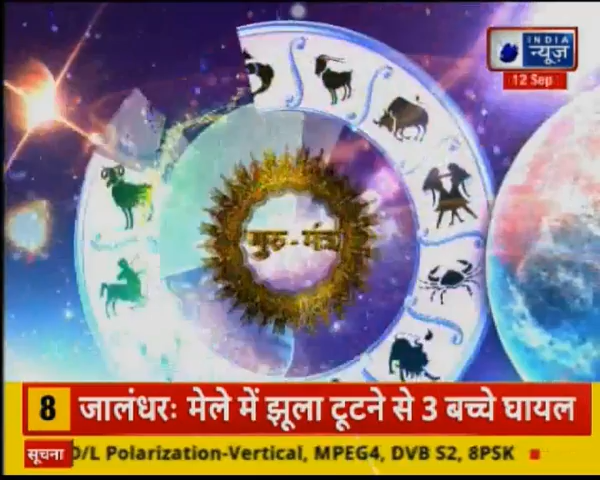 INDIA
न्यूज़
12 Sep
गुरु - मंत्र
8 जालंधरः मेले में झूला टूटने से 3 बच्चे घायल
सूचना D/L Polarization-Vertical, MPEG4, DVB S2, 8PSK